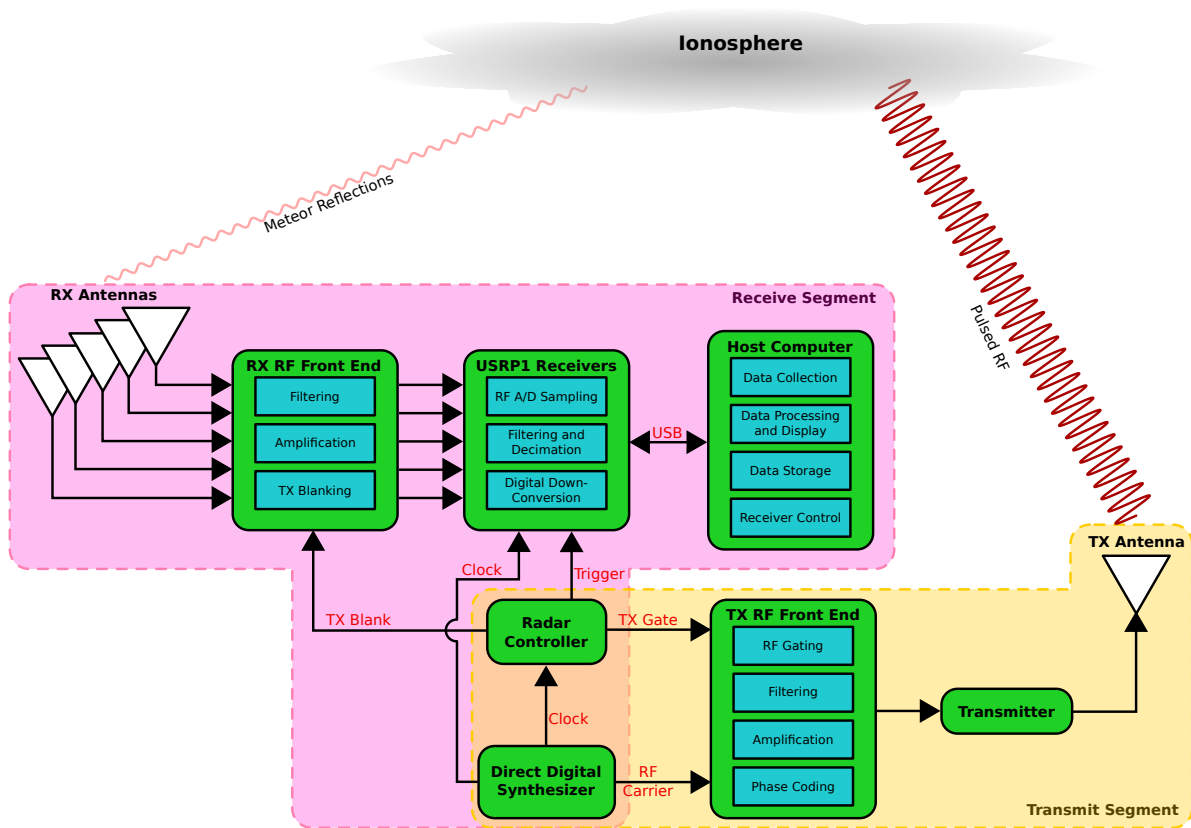 Ionosphere
Meteor Reflections
Pulsed RF
RX Antennas
Receive Segment
RX RF Front End
Filtering
Amplification
TX Blanking
USRP1 Receivers
RF A/D Sampling
Filtering and
Decimation
Digital Down-
Conversion
USB
Host Computer
Data Collection
Data Processing
and Display
Data Storage
Receiver Control
TX Antenna
Clock
Trigger
TX Blank
Radar
Controller
TX Gate
TX RF Front End
RF Gating
Filtering
Amplification
Phase Coding
Transmitter
Clock
Direct Digital
Synthesizer
RF
Carrier
Transmit Segment